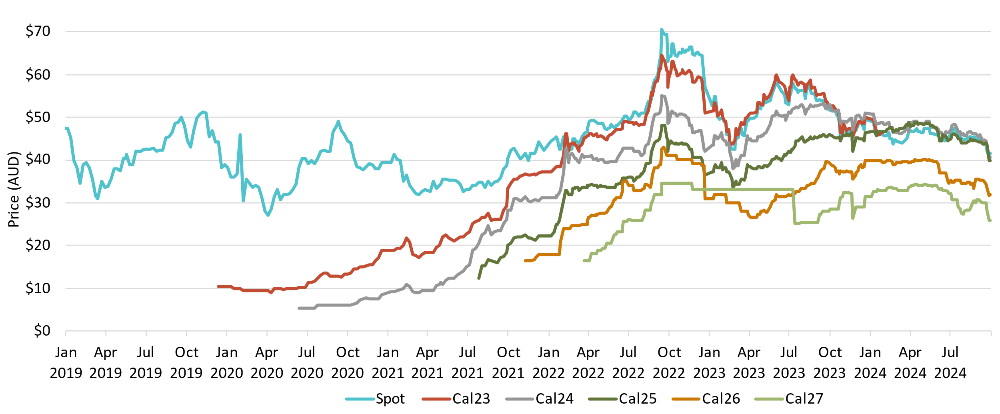 Price (AUD)
$70
$60
$50
$40
$30
$20
$10
$0
Jan Apr Jul Oct Jan Apr Jul Oct Jan Apr Jul Oct Jan Apr Jul Oct Jan Apr Jul Oct Jan Apr Jul
2019 2019 2019 2019 2020 2020 2020 2020 2021 2021 2021 2021 2022 2022 2022 2022 2023 2023 2023 2023 2024 2024 2024
Spot Cal23 Cal24 Cal25 Cal26 Cal27